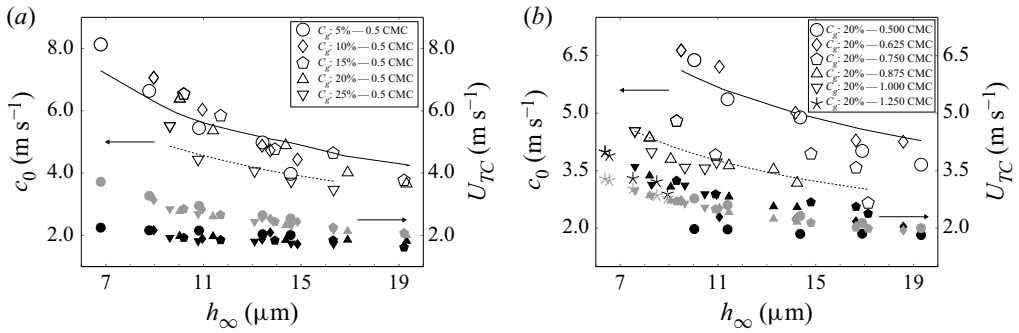 (a)
8.0
6.0
4.0
2.0
c₀ (m s⁻¹)
7
11
15
19
h∞ (μm)
8.0
6.0
4.0
2.0
U_TC (m s⁻¹)
C_g: 5% — 0.5 CMC
C_g: 10% — 0.5 CMC
C_g: 15% — 0.5 CMC
C_g: 20% — 0.5 CMC
C_g: 25% — 0.5 CMC
(b)
6.5
5.0
3.5
2.0
c₀ (m s⁻¹)
7
11
15
19
h∞ (μm)
6.5
5.0
3.5
2.0
U_TC (m s⁻¹)
C_g: 20% — 0.500 CMC
C_g: 20% — 0.625 CMC
C_g: 20% — 0.750 CMC
C_g: 20% — 0.875 CMC
C_g: 20% — 1.000 CMC
C_g: 20% — 1.250 CMC